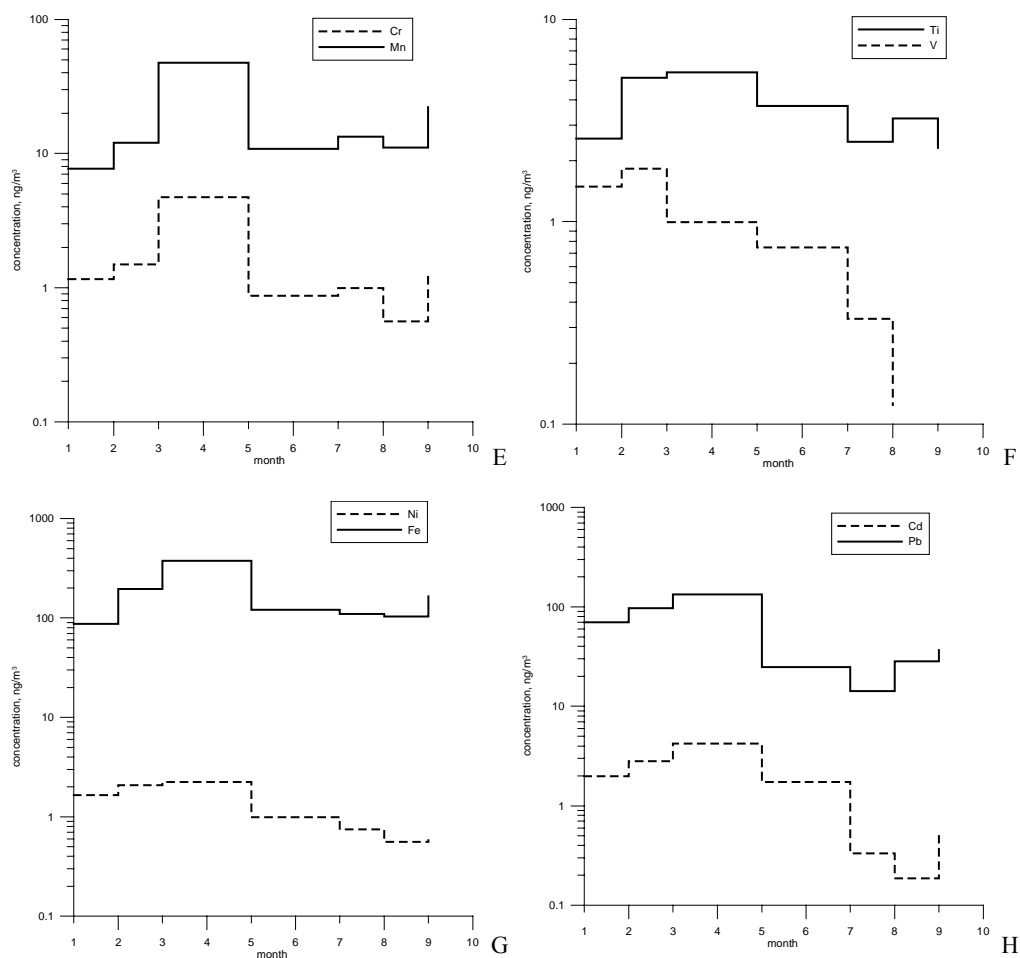 Cr
Mn
100
10
1
0.1
concentration, ng/m³
1 2 3 4 5 6 7 8 9 10
month
E
Ti
V
10
1
0.1
concentration, ng/m³
1 2 3 4 5 6 7 8 9 10
month
F
Ni
Fe
1000
100
10
1
0.1
concentration, ng/m³
1 2 3 4 5 6 7 8 9 10
month
G
Cd
Pb
1000
100
10
1
0.1
concentration, ng/m³
1 2 3 4 5 6 7 8 9 10
month
H